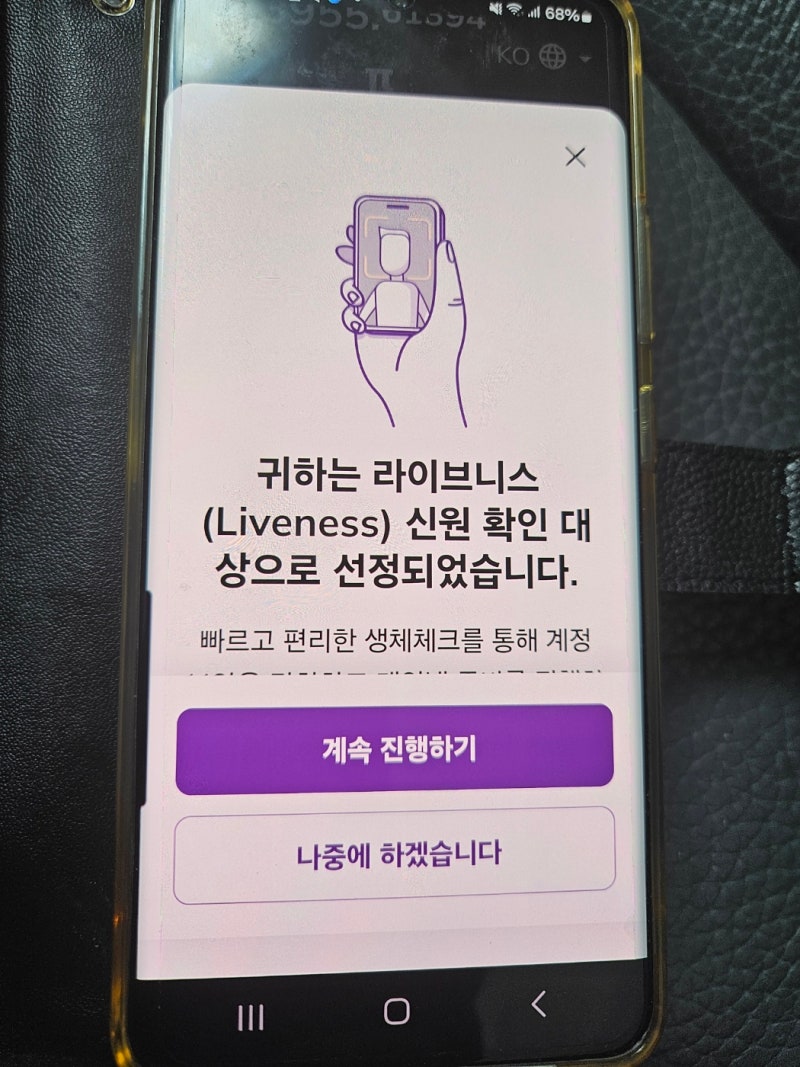 68%
KO
귀하는 라이브니스
(Liveness) 신원 확인 대
상으로 선정되었습니다.
빠르고 편리한 생체체크를 통해 계정
계속 진행하기
나중에 하겠습니다